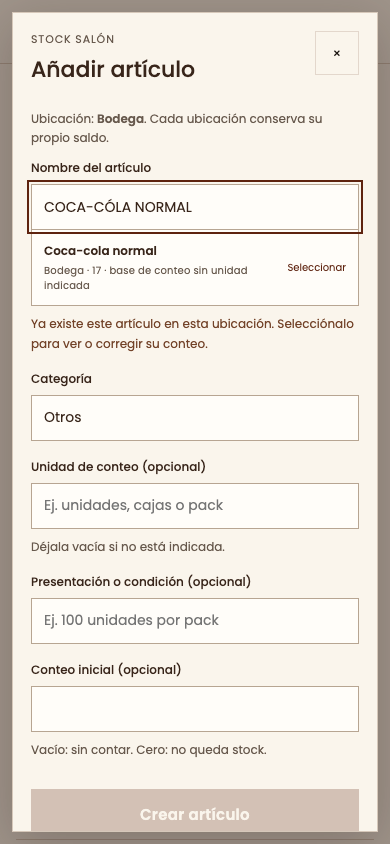 STOCK SALÓN
Añadir artículo
×
Ubicación: Bodega. Cada ubicación conserva su
propio saldo.
Nombre del artículo
COCA-CÓLA NORMAL
Coca-cola normal
Bodega · 17 · base de conteo sin unidad
indicada
Seleccionar
Ya existe este artículo en esta ubicación. Selecciónalo
para ver o corregir su conteo.
Categoría
Otros
Unidad de conteo (opcional)
Ej. unidades, cajas o pack
Déjala vacía si no está indicada.
Presentación o condición (opcional)
Ej. 100 unidades por pack
Conteo inicial (opcional)
Vacío: sin contar. Cero: no queda stock.
Crear artículo